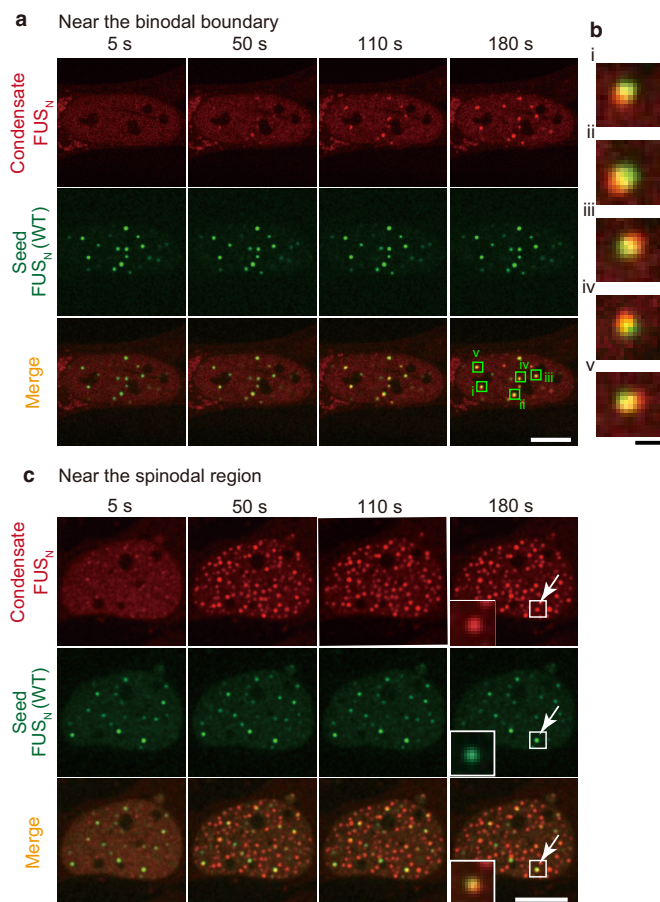 a Near the binodal boundary
b
5 s 50 s 110 s 180 s
Condensate
FUSN
Seed
FUSN (WT)
Merge
v
iv
iii
i
ii
i
ii
iii
iv
v
c Near the spinodal region
5 s 50 s 110 s 180 s
Condensate
FUSN
Seed
FUSN (WT)
Merge